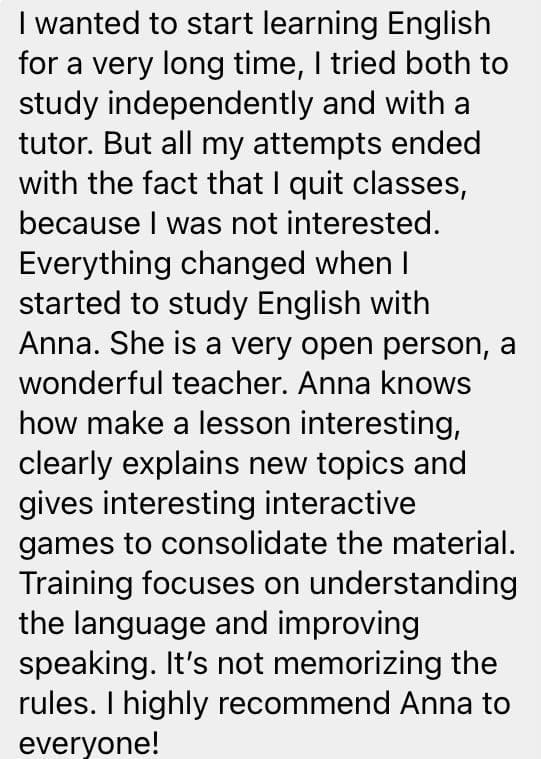 I wanted to start learning English
for a very long time, I tried both to
study independently and with a
tutor. But all my attempts ended
with the fact that I quit classes,
because I was not interested.
Everything changed when I
started to study English with
Anna. She is a very open person, a
wonderful teacher. Anna knows
how make a lesson interesting,
clearly explains new topics and
gives interesting interactive
games to consolidate the material.
Training focuses on understanding
the language and improving
speaking. It’s not memorizing the
rules. I highly recommend Anna to
everyone!